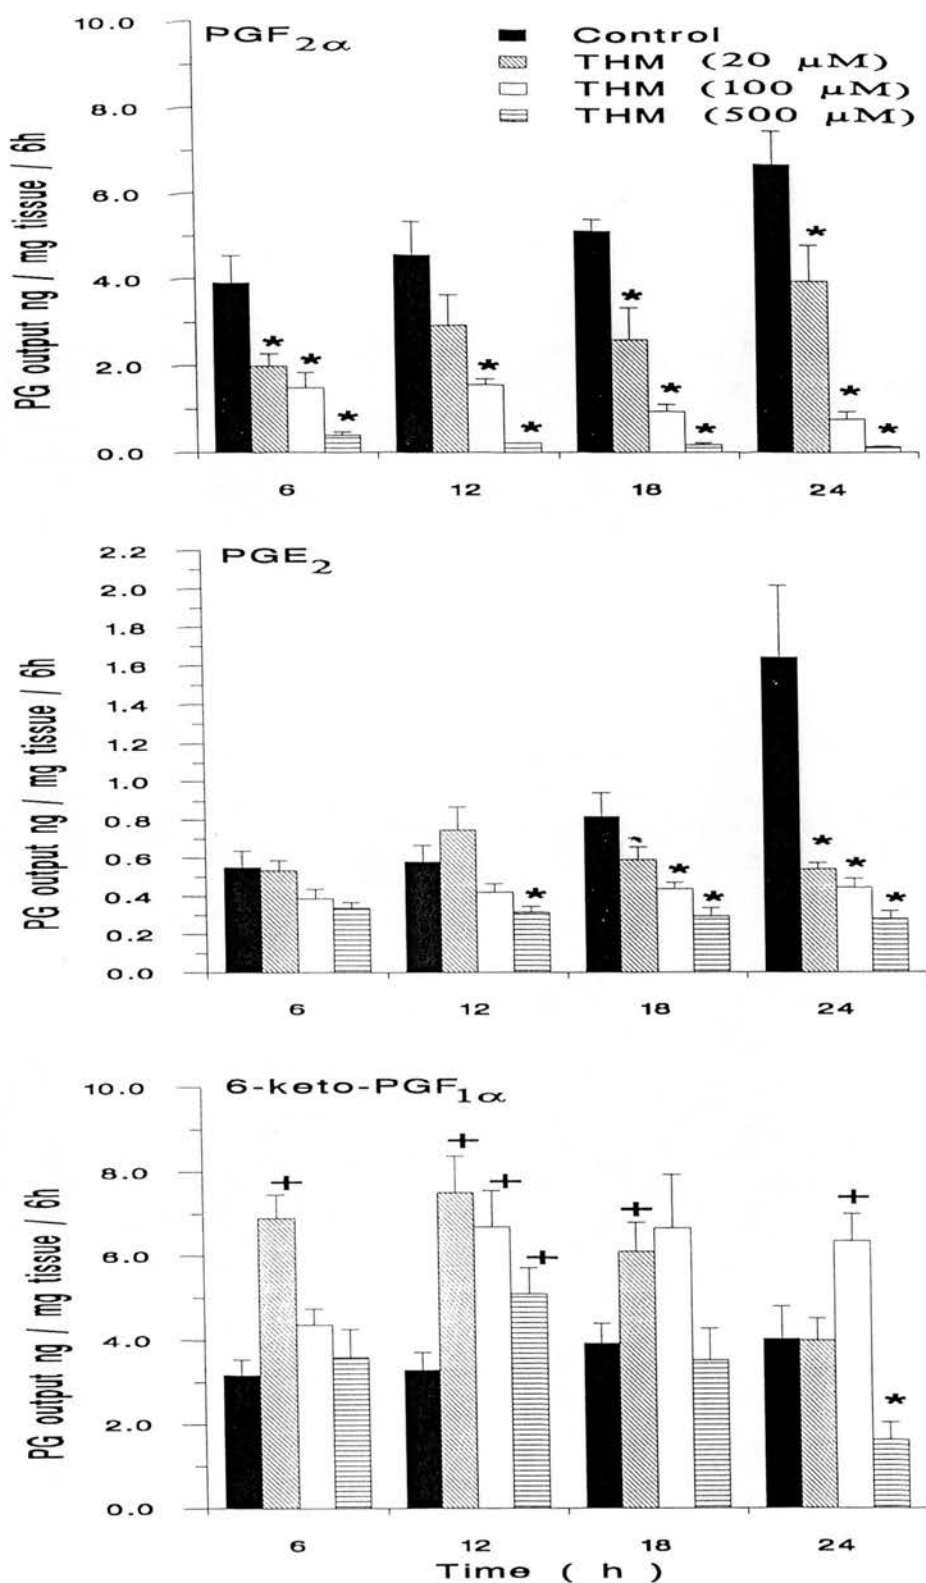 10.0
PGF2α
Control
THM (20 μM)
THM (100 μM)
THM (500 μM)
8.0
6.0
4.0
2.0
0.0
PG output ng / mg tissue / 6h
* * *
* *
* * *
* * *
6 12 18 24
2.2
PGE2
2.0
1.8
1.6
1.4
1.2
1.0
0.8
0.6
0.4
0.2
0.0
PG output ng / mg tissue / 6h
*
* *
* * *
6 12 18 24
10.0
6-keto-PGF1α
8.0
6.0
4.0
2.0
0.0
PG output ng / mg tissue / 6h
+
+ + +
+
+ *
6 12 18 24
Time ( h )